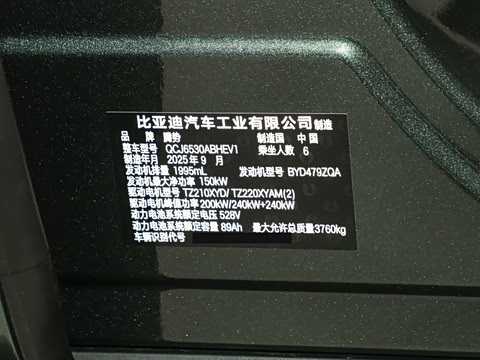 比亚迪汽车工业有限公司制造
品 牌 腾势 制造国 中 国
整车型号 QCJ6530ABHEV1 乘坐人数 6
制造年月 2025年9月
发动机排量 1995mL 发动机型号 BYD479ZQA
发动机最大净功率 150kW
驱动电机型号 TZ210XYD/ TZ220XYAM(2)
驱动电机峰值功率 200kW/240kW+240kW
动力电池系统额定电压 528V
动力电池系统额定容量 89Ah 最大允许总质量3760kg
车辆识别代号